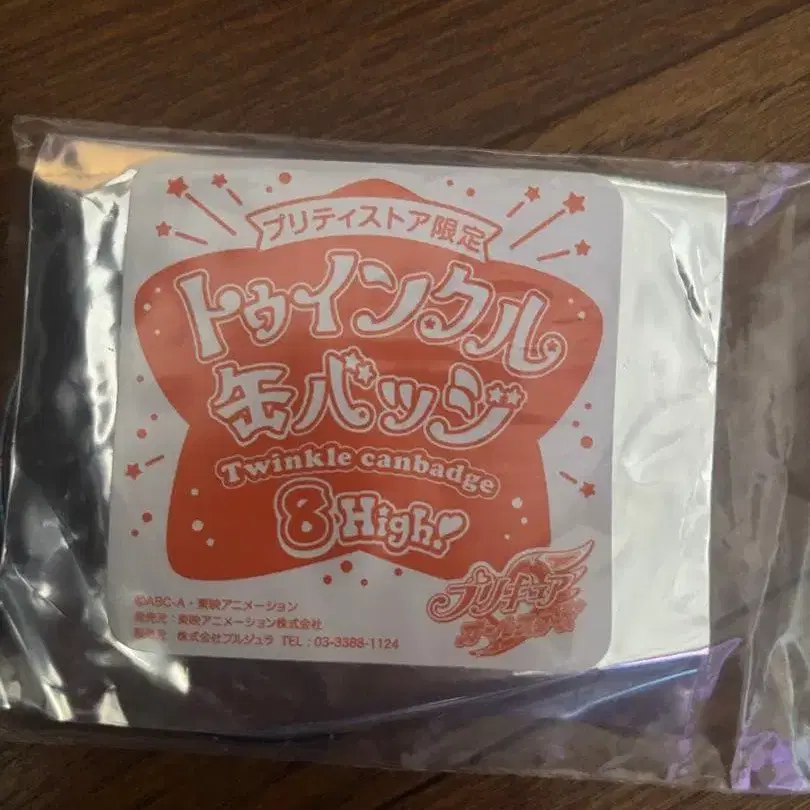 プリティストア限定
トゥインクル
缶バッジ
Twinkle canbadge
8 High!
©ABC-A・東映アニメーション
発売元：東映アニメーション株式会社
販売元　株式会社プルジュラ TEL：03-3388-1124
プリキュア